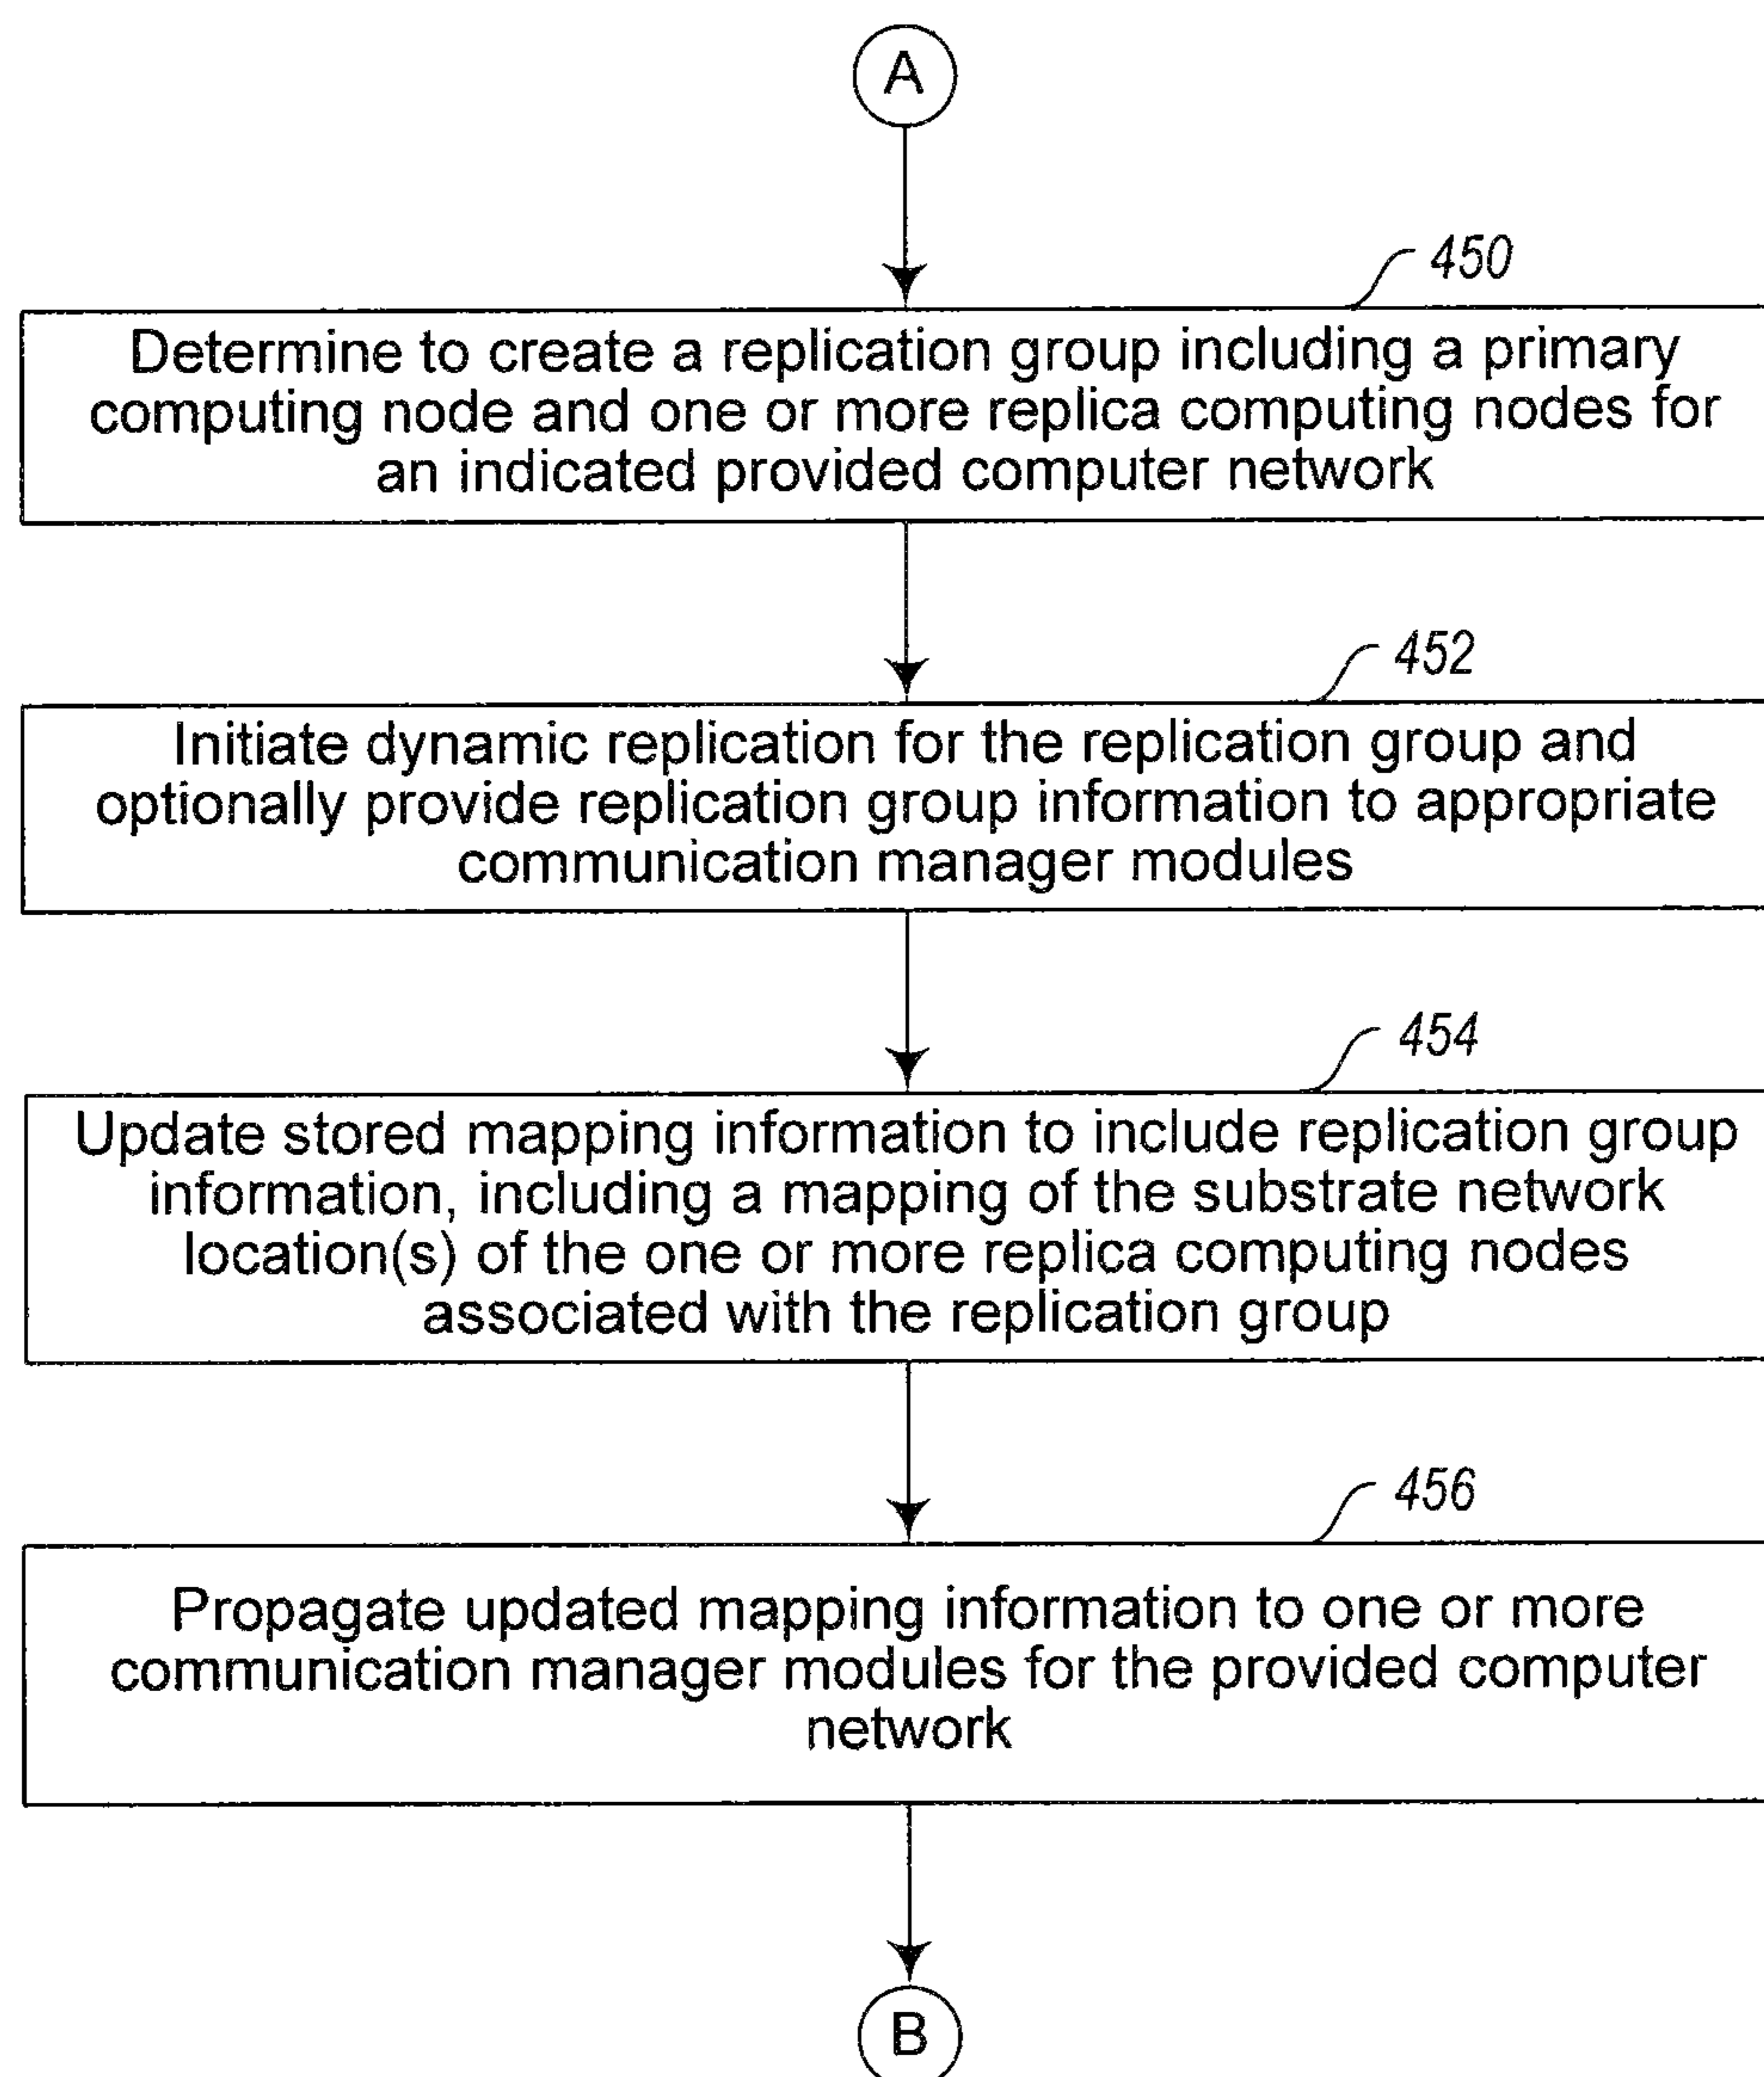 A
450
Determine to create a replication group including a primary
computing node and one or more replica computing nodes for
an indicated provided computer network
452
Initiate dynamic replication for the replication group and
optionally provide replication group information to appropriate
communication manager modules
454
Update stored mapping information to include replication group
information, including a mapping of the substrate network
location(s) of the one or more replica computing nodes
associated with the replication group
456
Propagate updated mapping information to one or more
communication manager modules for the provided computer
network
B